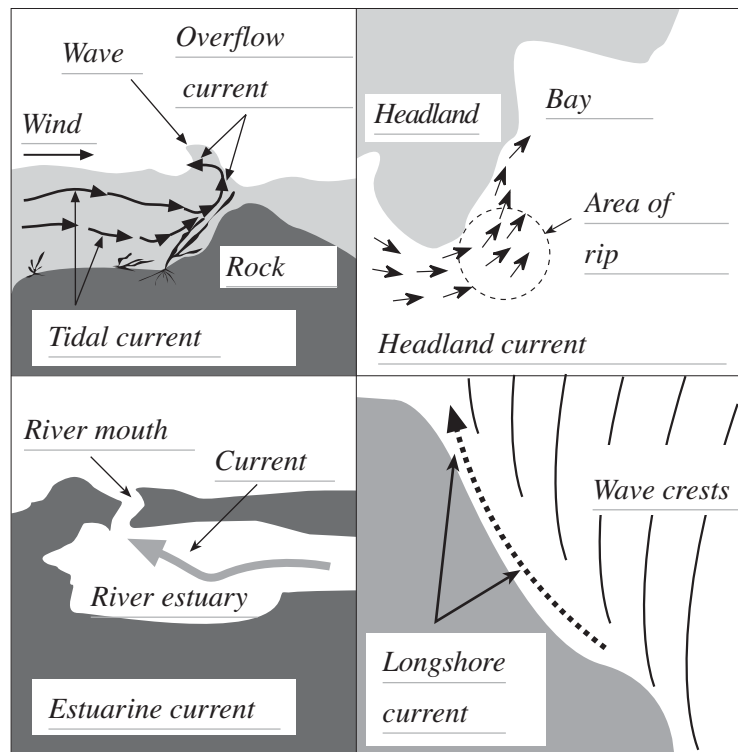 Wave
Overflow
current
Wind
Rock
Tidal current
Headland
Bay
Area of
rip
Headland current
River mouth
Current
River estuary
Estuarine current
Wave crests
Longshore
current